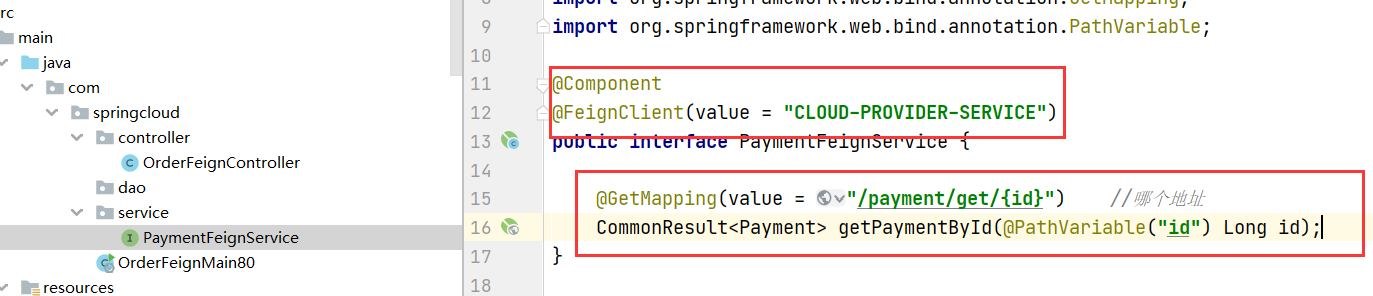 rc
main
java
com
springcloud
controller
OrderFeignController
dao
service
PaymentFeignService
OrderFeignMain80
resources
8 import org.springframework.web.bind.annotation.GetMapping;
9 import org.springframework.web.bind.annotation.PathVariable;
10
11 @Component
12 @FeignClient(value = "CLOUD-PROVIDER-SERVICE")
13 public interface PaymentFeignService {
14
15 @GetMapping(value = "/payment/get/{id}") //哪个地址
16 CommonResult<Payment> getPaymentById(@PathVariable("id") Long id);
17 }
18